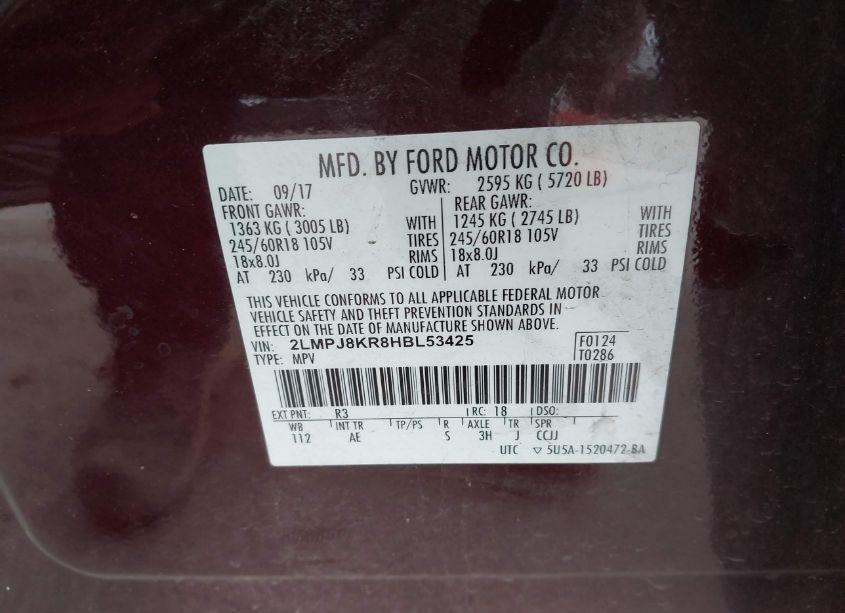 MFD. BY FORD MOTOR CO.
DATE: 09/17 GVWR: 2595 KG ( 5720 LB)
FRONT GAWR: REAR GAWR:
1363 KG ( 3005 LB) WITH 1245 KG ( 2745 LB) WITH
245/60R18 105V TIRES 245/60R18 105V TIRES
18x8.0J RIMS 18x8.0J RIMS
AT 230 kPa/ 33 PSI COLD AT 230 kPa/ 33 PSI COLD
THIS VEHICLE CONFORMS TO ALL APPLICABLE FEDERAL MOTOR
VEHICLE SAFETY AND THEFT PREVENTION STANDARDS IN
EFFECT ON THE DATE OF MANUFACTURE SHOWN ABOVE.
VIN: 2LMPJ8KR8HBL53425 F0124
TYPE: MPV T0286
EXT PNT: R3 RC: 18 DSO:
WB INT TR TP/PS R AXLE TR SPR
112 AE S 3H J CCJJ
UTC ▽ 5U5A-1520472-BA